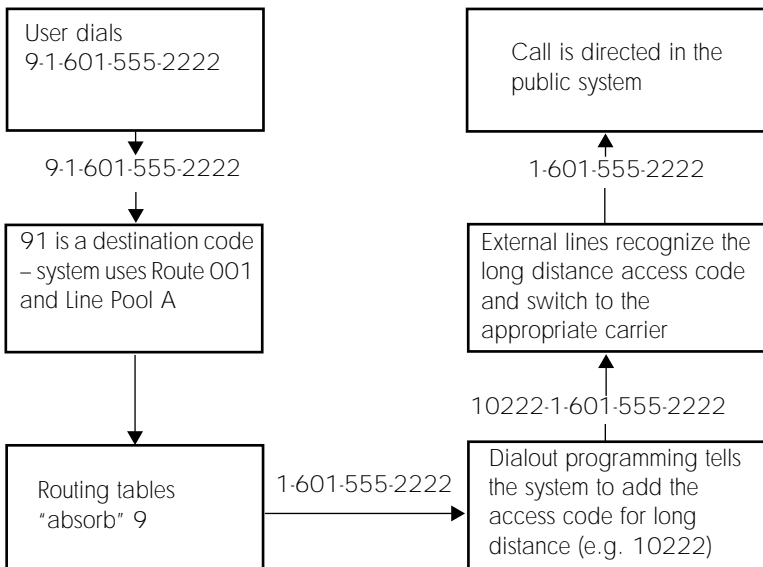 User dials
9-1-601-555-2222
9-1-601-555-2222
91 is a destination code
– system uses Route 001
and Line Pool A
Routing tables
“absorb” 9
1-601-555-2222
Dialout programming tells
the system to add the
access code for long
distance (e.g. 10222)
10222-1-601-555-2222
External lines recognize the
long distance access code
and switch to the
appropriate carrier
1-601-555-2222
Call is directed in the
public system